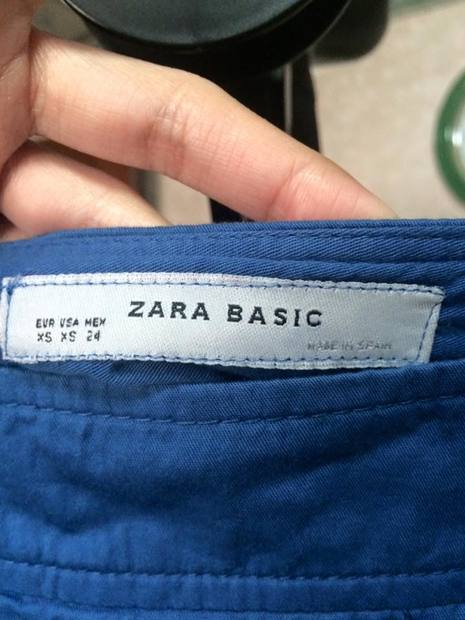 ZARA BASIC
EUR USA MEX
XS XS 24
MADE IN SPAIN